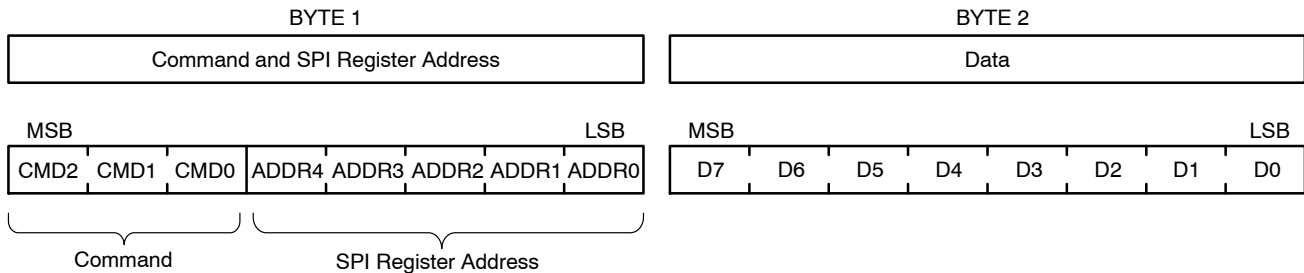 BYTE 1 BYTE 2
Command and SPI Register Address Data
MSB LSB MSB LSB
CMD2 CMD1 CMD0 ADDR4 ADDR3 ADDR2 ADDR1 ADDR0 D7 D6 D5 D4 D3 D2 D1 D0
Command SPI Register Address